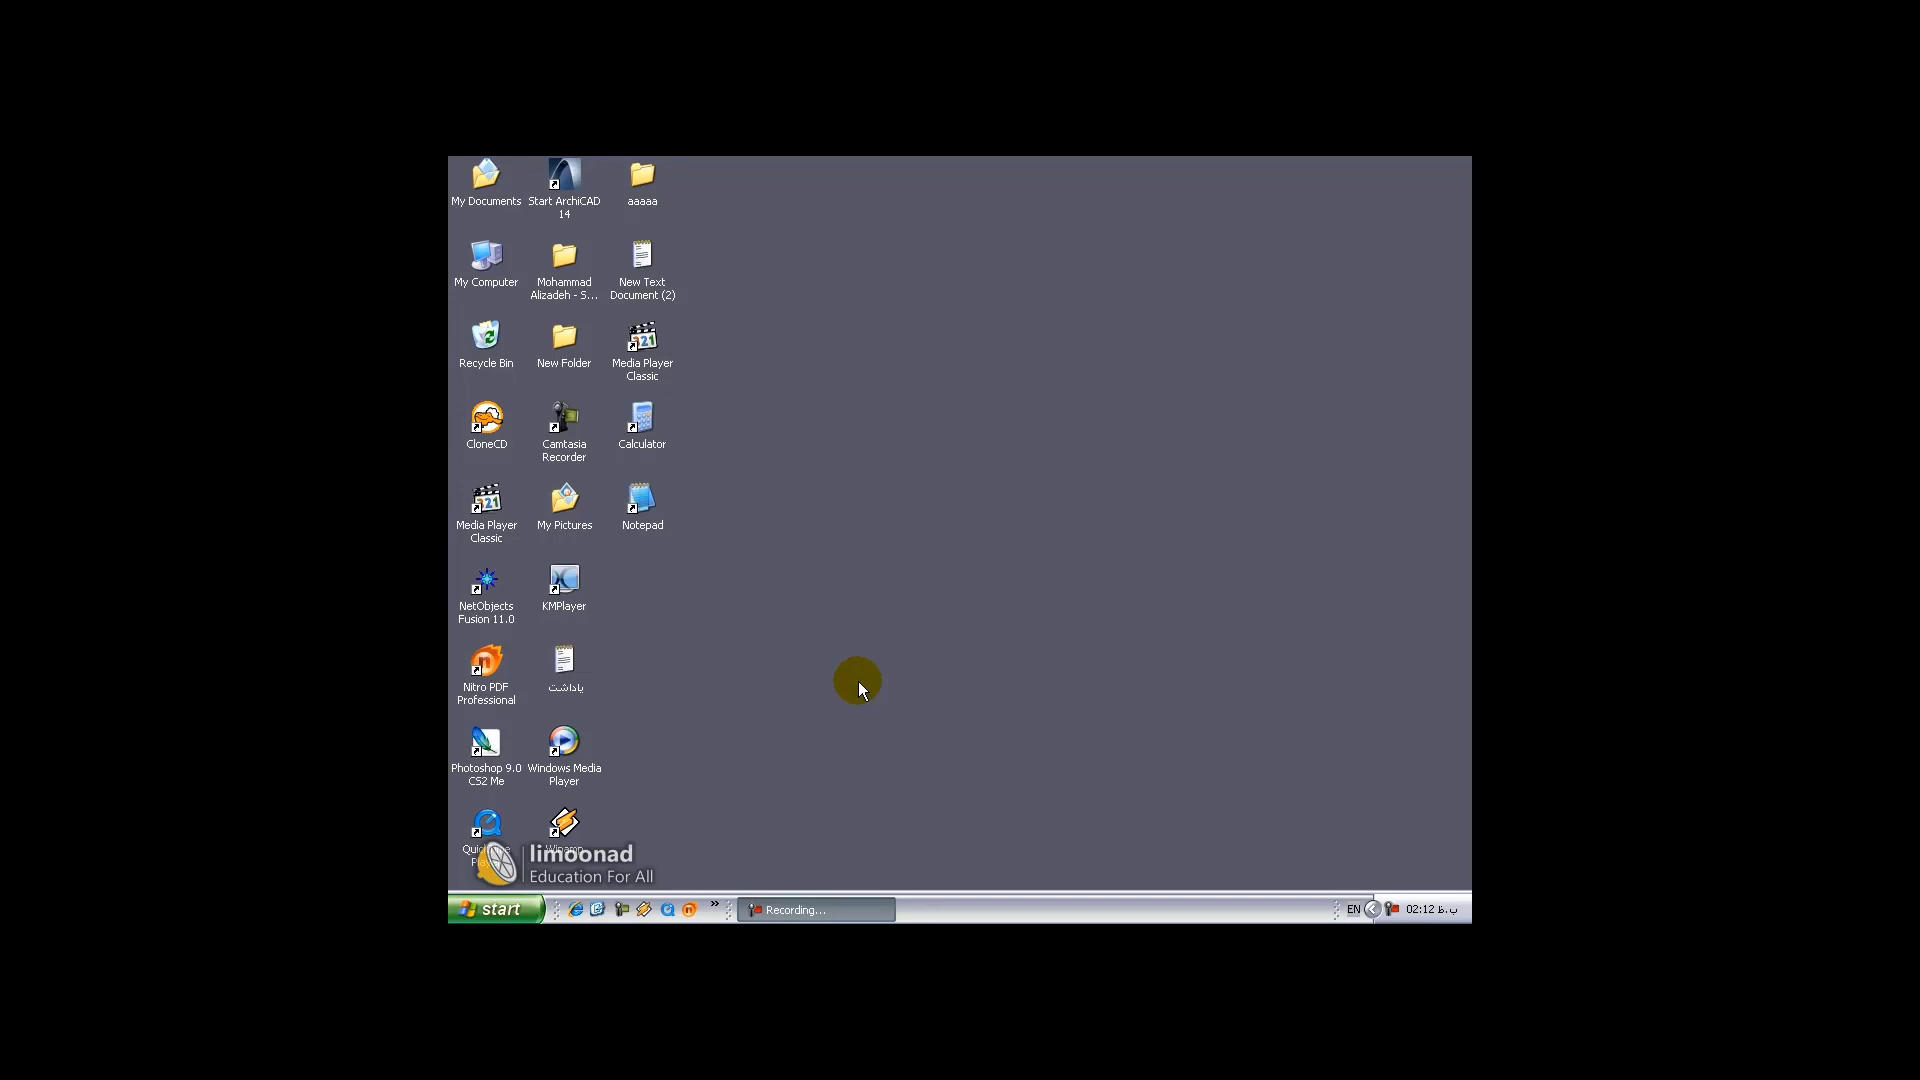 My Documents
Start ArchiCAD
14
aaaaa
My Computer
Mohammad
Alizadeh - S...
New Text
Document (2)
Recycle Bin
New Folder
Media Player
Classic
CloneCD
Camtasia
Recorder
Calculator
Media Player
Classic
My Pictures
Notepad
NetObjects
Fusion 11.0
KMPlayer
Nitro PDF
Professional
یاداشت
Photoshop 9.0
CS2 Me
Windows Media
Player
Winamp
limoonad
Education For All
start
Recording...
EN
02:12 ب.ظ